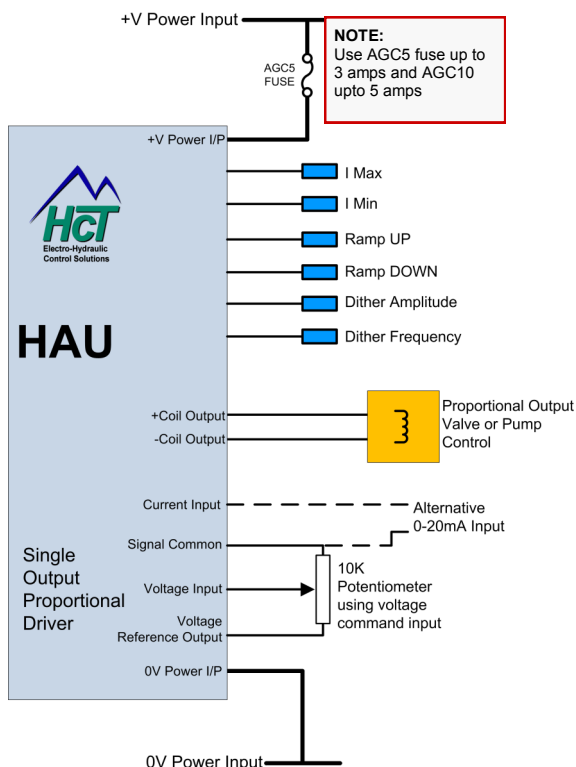 +V Power Input
NOTE:
Use AGC5 fuse up to
3 amps and AGC10
upto 5 amps
AGC5
FUSE
+V Power I/P
HCT
Electro-Hydraulic
Control Solutions
HAU
I Max
I Min
Ramp UP
Ramp DOWN
Dither Amplitude
Dither Frequency
+Coil Output
-Coil Output
Proportional Output
Valve or Pump
Control
Current Input
Alternative
0-20mA Input
Signal Common
Single
Output
Proportional
Driver
Voltage Input
10K
Potentiometer
using voltage
command input
Voltage
Reference Output
0V Power I/P
0V Power Input